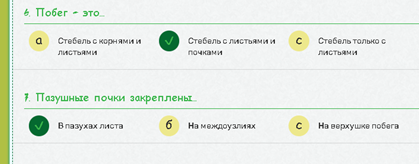 6. Побег - это...
а Стебель с корнями и листьями
Стебель с листьями и почками
с Стебель только с листьями
7. Пазушные почки закреплены...
В пазухах листа
б На междоузлиях
с На верхушке побега